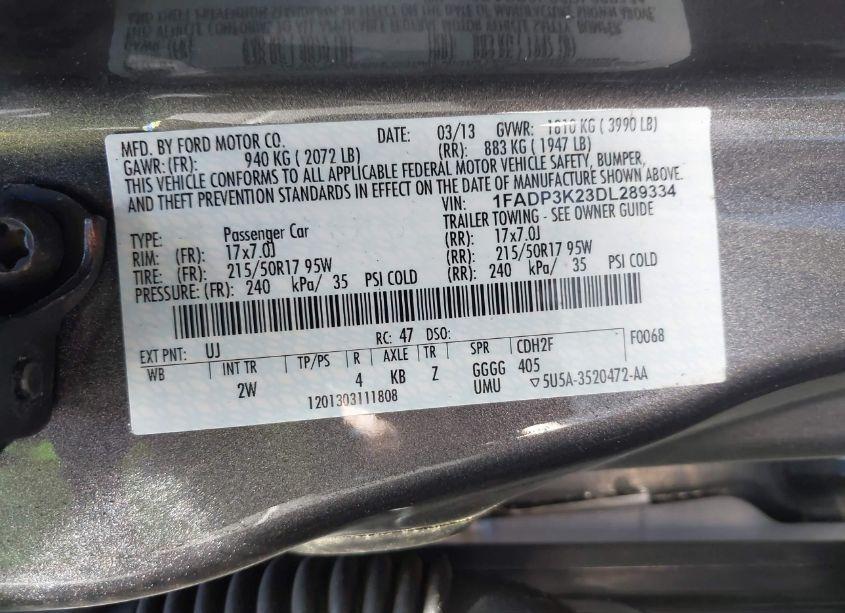 MFD. BY FORD MOTOR CO. DATE: 03/13 GVWR: 1810 KG ( 3990 LB)
GAWR: (FR): 940 KG ( 2072 LB) (RR): 883 KG ( 1947 LB)
THIS VEHICLE CONFORMS TO ALL APPLICABLE FEDERAL MOTOR VEHICLE SAFETY, BUMPER,
AND THEFT PREVENTION STANDARDS IN EFFECT ON THE DATE OF MANUFACTURE SHOWN ABOVE.
VIN: 1FADP3K23DL289334
TYPE: Passenger Car TRAILER TOWING - SEE OWNER GUIDE
RIM: (FR): 17x7.0J (RR): 17x7.0J
TIRE: (FR): 215/50R17 95W (RR): 215/50R17 95W
PRESSURE: (FR): 240 kPa/ 35 PSI COLD (RR): 240 kPa/ 35 PSI COLD
EXT PNT: UJ RC: 47 DSO: F0068
WB INT TR TP/PS R AXLE TR SPR CDH2F
2W 4 KB Z GGGG 405
1201303111808 UMU ▽5U5A-3520472-AA